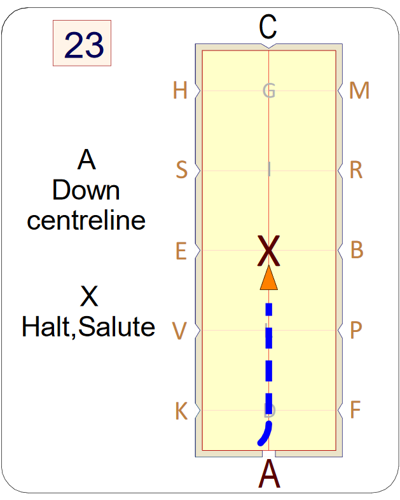 23
C
H G M
S I R
A
Down
centreline
E X B
X
Halt,Salute
V P
K D F
A